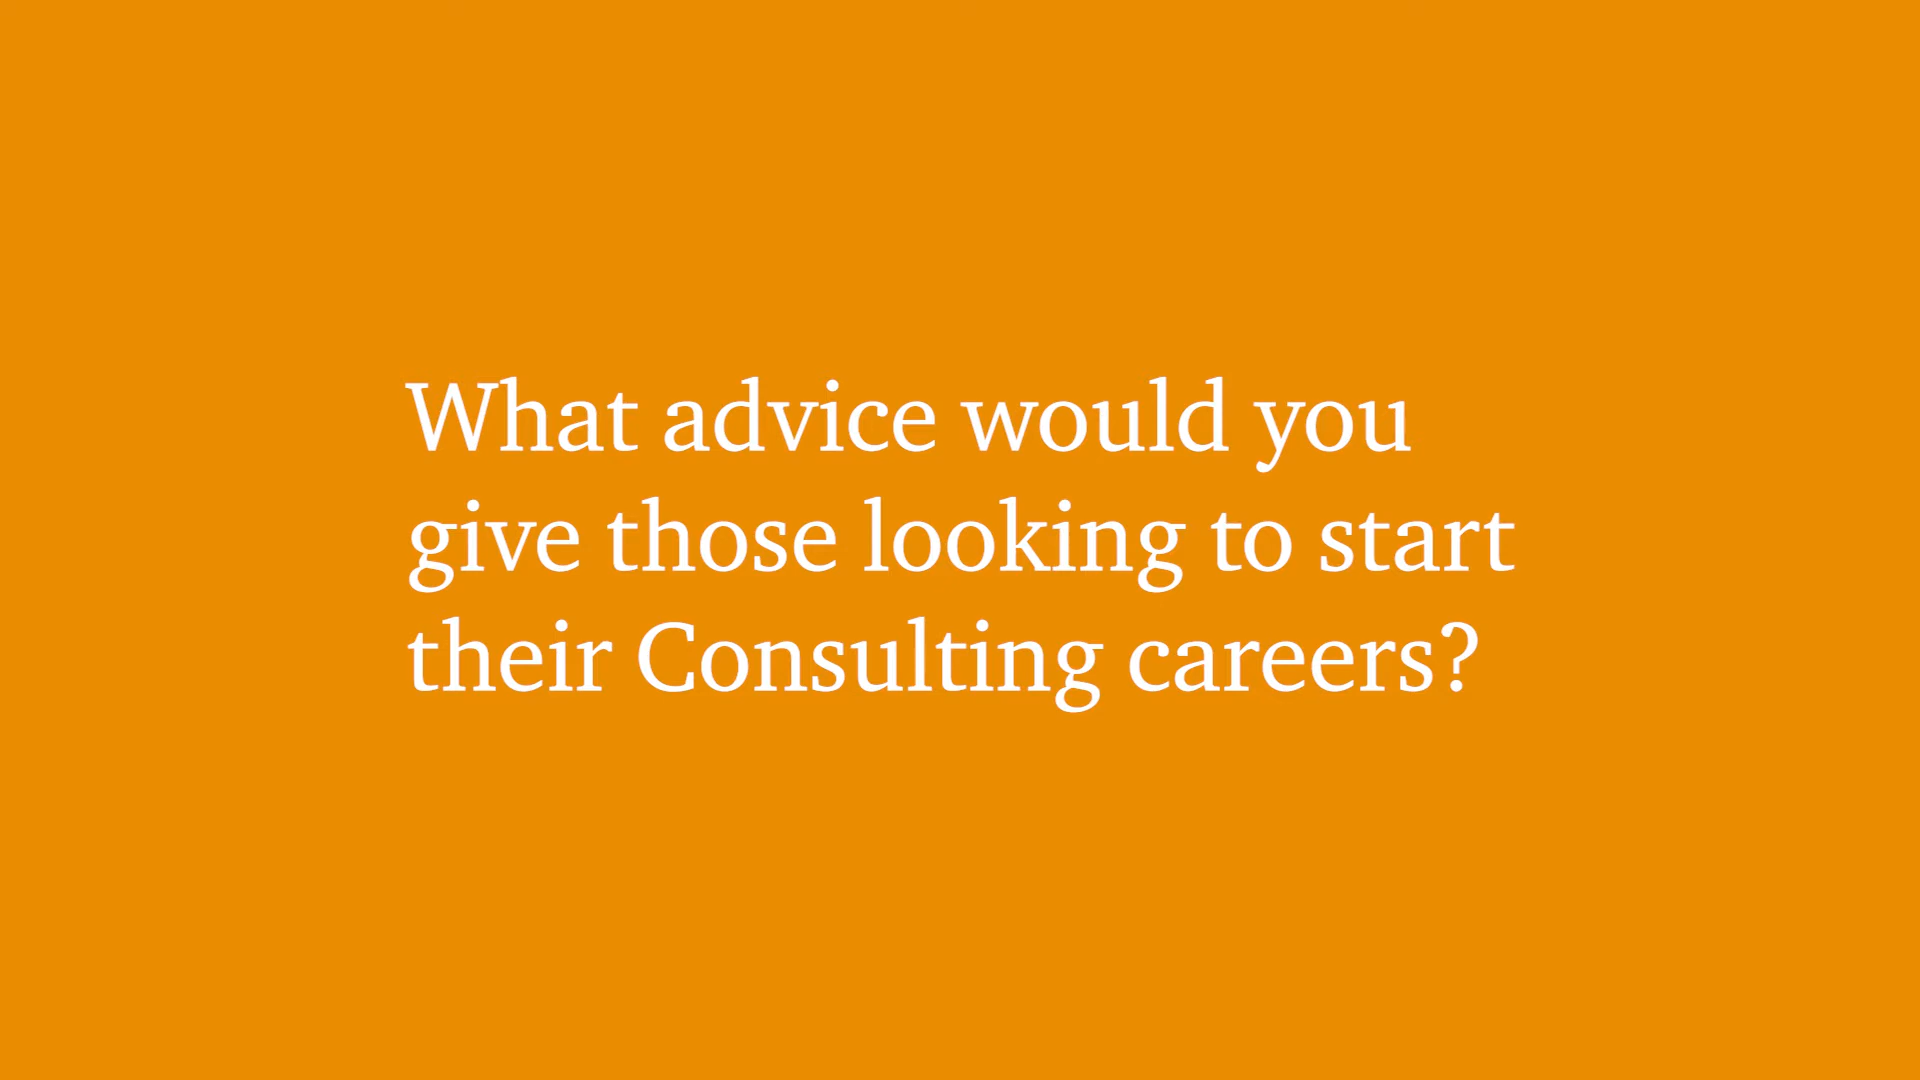 What advice would you
give those looking to start
their Consulting careers?